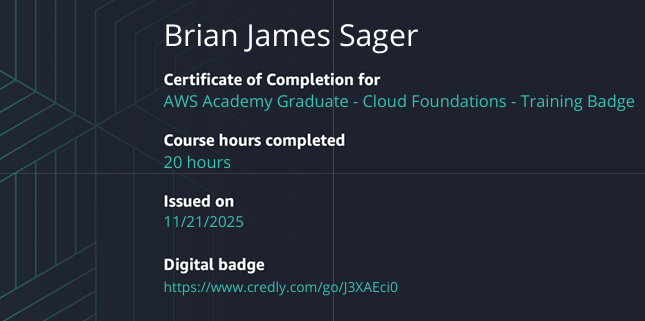 Brian James Sager
Certificate of Completion for
AWS Academy Graduate - Cloud Foundations - Training Badge
Course hours completed
20 hours
Issued on
11/21/2025
Digital badge
https://www.credly.com/go/J3XAEci0